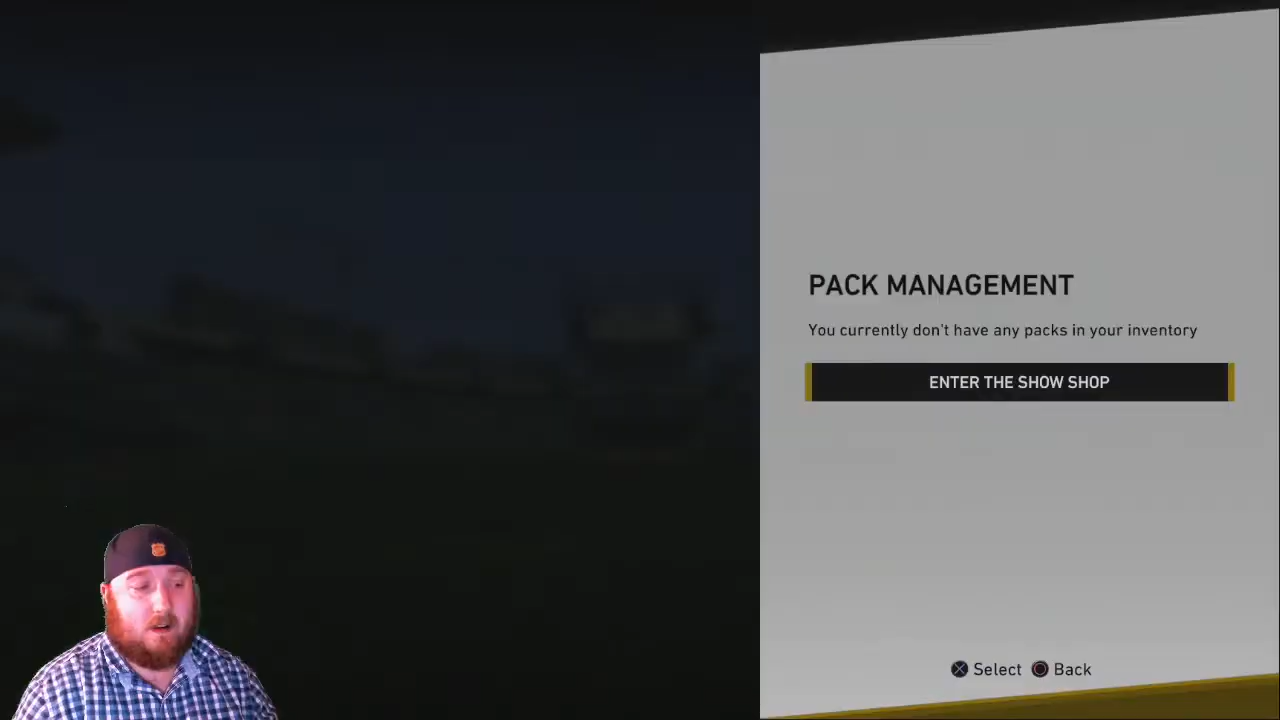 PACK MANAGEMENT
You currently don't have any packs in your inventory
ENTER THE SHOW SHOP
Select Back